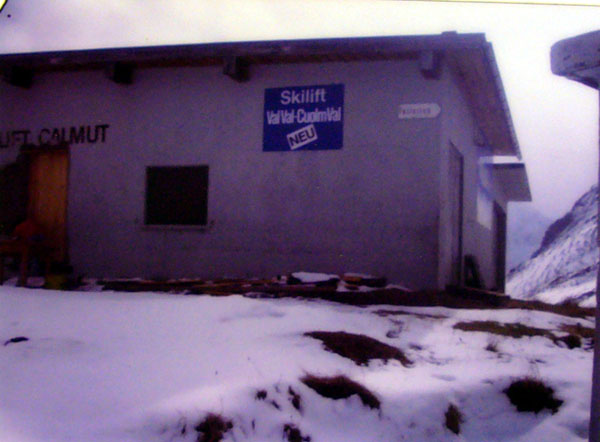 LIFT CALMUT
Skilift
Val Val-Cuolm Val
NEU